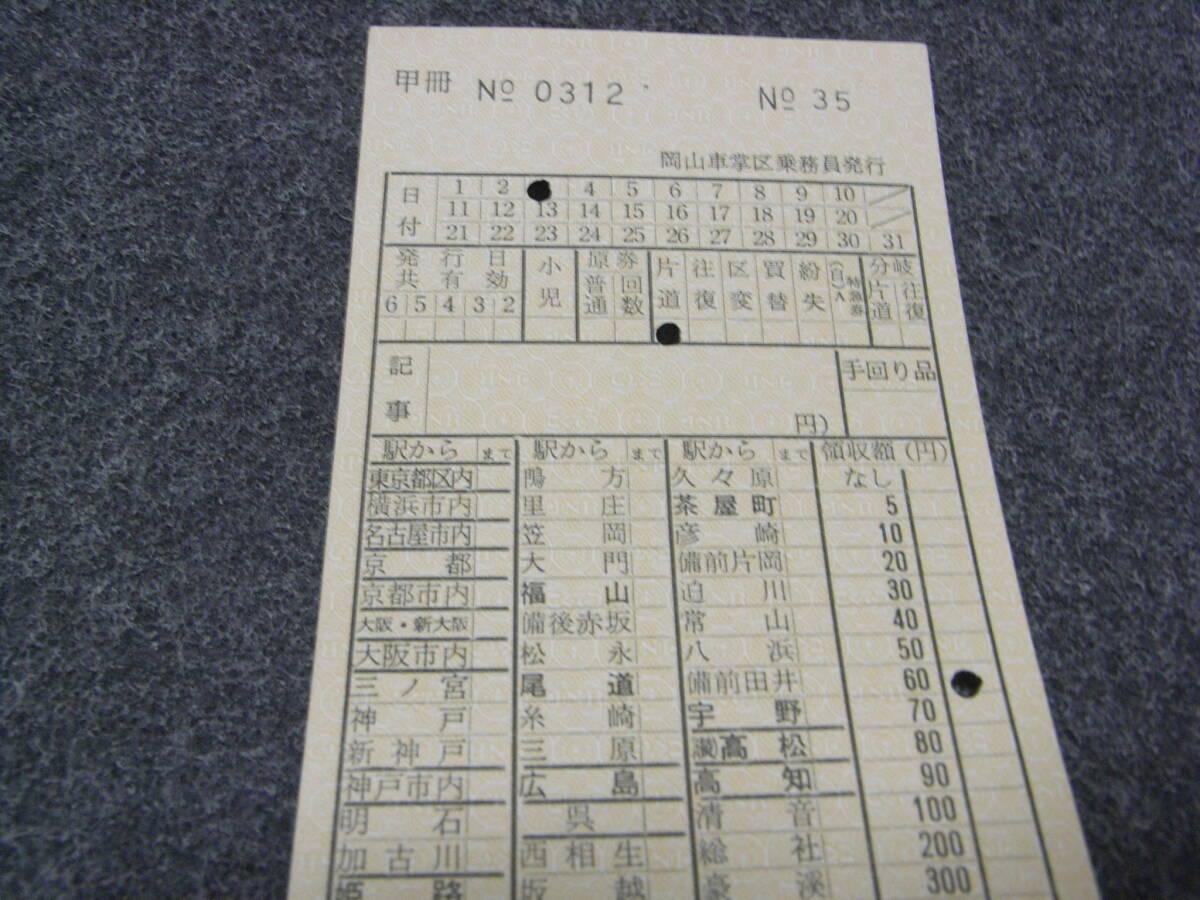 甲冊 № 0312 № 35
岡山車掌区乗務員発行
日付
1 2 4 5 6 7 8 9 10
11 12 13 14 15 16 17 18 19 20
21 22 23 24 25 26 27 28 29 30 31
発行日共有効 小児 原券 普通 回数 片道 往復 区変 買替 紛失 特急券 分岐 片道 往復
6 5 4 3 2
記事 円) 手回り品
駅から まで 駅から まで 駅から まで 領収額(円)
東京都区内 鴨方 久々原 なし
横浜市内 里庄 茶屋町 5
名古屋市内 笠岡 彦崎 10
京都 大門 備前片岡 20
京都市内 福山 迫川 30
大阪・新大阪 備後赤坂 常山 40
大阪市内 松永 八浜 50
三ノ宮 尾道 備前田井 60
神戸 糸崎 宇野 70
新神戸 三原 (讃)高松 80
神戸市内 広島 高知 90
明石 呉 清音 100
加古川 西相生 総社 200
姫路 坂越 豪渓 300